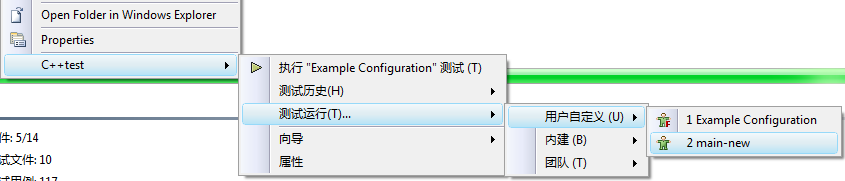 Open Folder in Windows Explorer
Properties
C++test
执行 "Example Configuration" 测试 (T)
测试历史(H)
测试运行(T)...
向导
属性
用户自定义 (U)
内建 (B)
团队 (T)
1 Example Configuration
2 main-new
件: 5/14
试文件: 10
试用例: 117